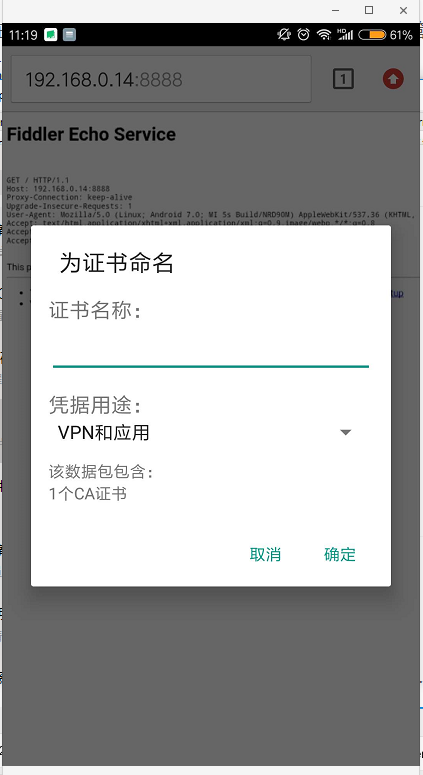 11:19
HD
61%
192.168.0.14:8888
1
Fiddler Echo Service
GET / HTTP/1.1
Host: 192.168.0.14:8888
Proxy-Connection: keep-alive
Upgrade-Insecure-Requests: 1
User-Agent: Mozilla/5.0 (Linux; Android 7.0; MI 5s Build/NRD90M) AppleWebKit/537.36 (KHTML,
Accept: text/html,application/xhtml+xml,application/xml;q=0.9,image/webp,*/*;q=0.8
Accep
Accep
This p
为证书命名
证书名称：
凭据用途：
VPN和应用
该数据包包含：
1个CA证书
取消
确定